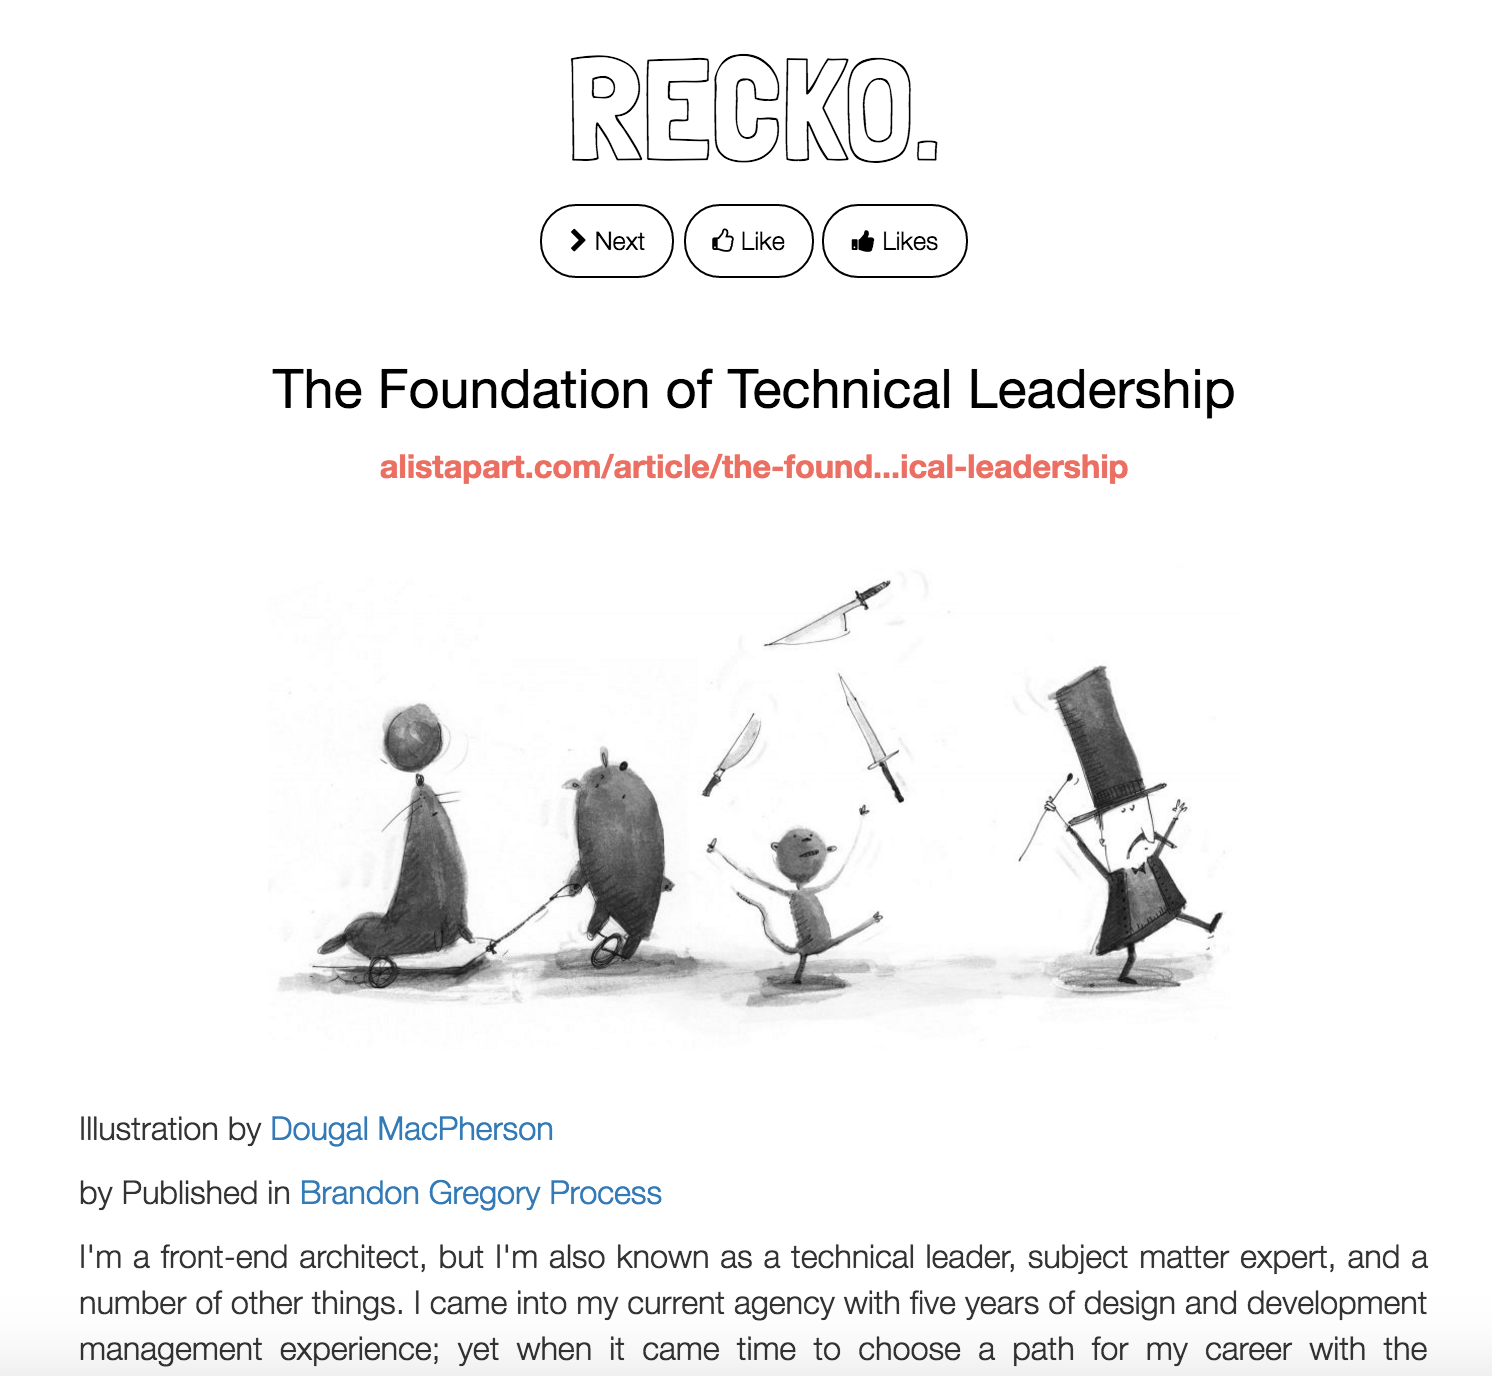 RECKO.
Next
Like
Likes
The Foundation of Technical Leadership
alistapart.com/article/the-found...ical-leadership
Illustration by Dougal MacPherson
by Published in Brandon Gregory Process
I'm a front-end architect, but I'm also known as a technical leader, subject matter expert, and a
number of other things. I came into my current agency with five years of design and development
management experience; yet when it came time to choose a path for my career with the